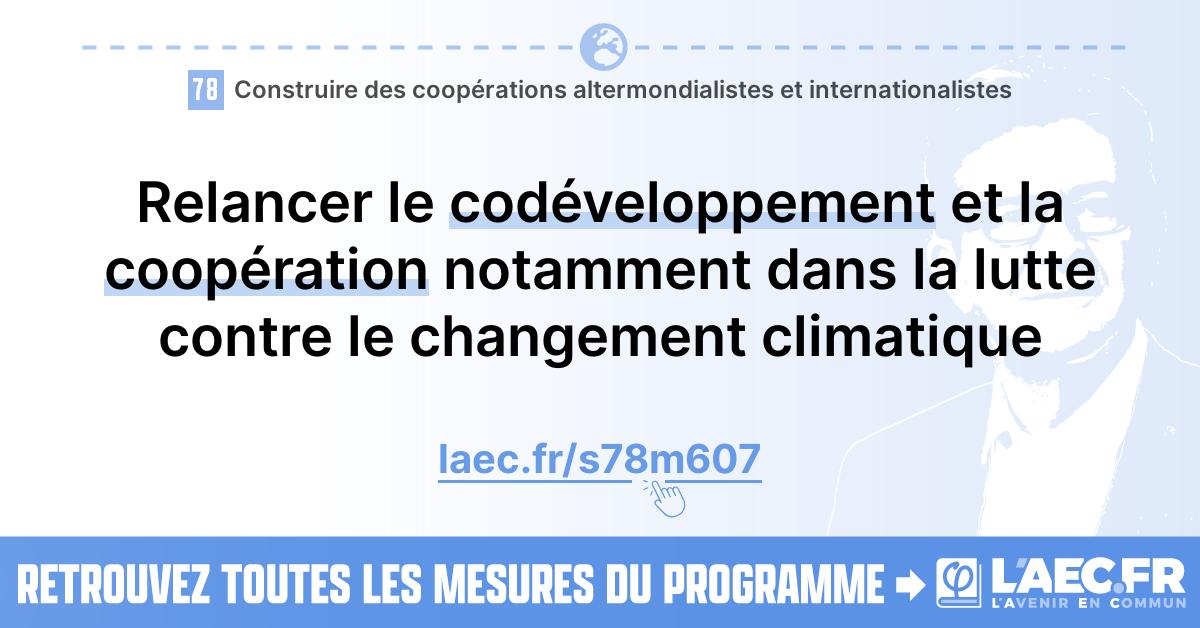 78 Construire des coopérations altermondialistes et internationalistes
Relancer le codéveloppement et la
coopération notamment dans la lutte
contre le changement climatique
laec.fr/s78m607
RETROUVEZ TOUTES LES MESURES DU PROGRAMME
φ L'AEC.FR
L'AVENIR EN COMMUN